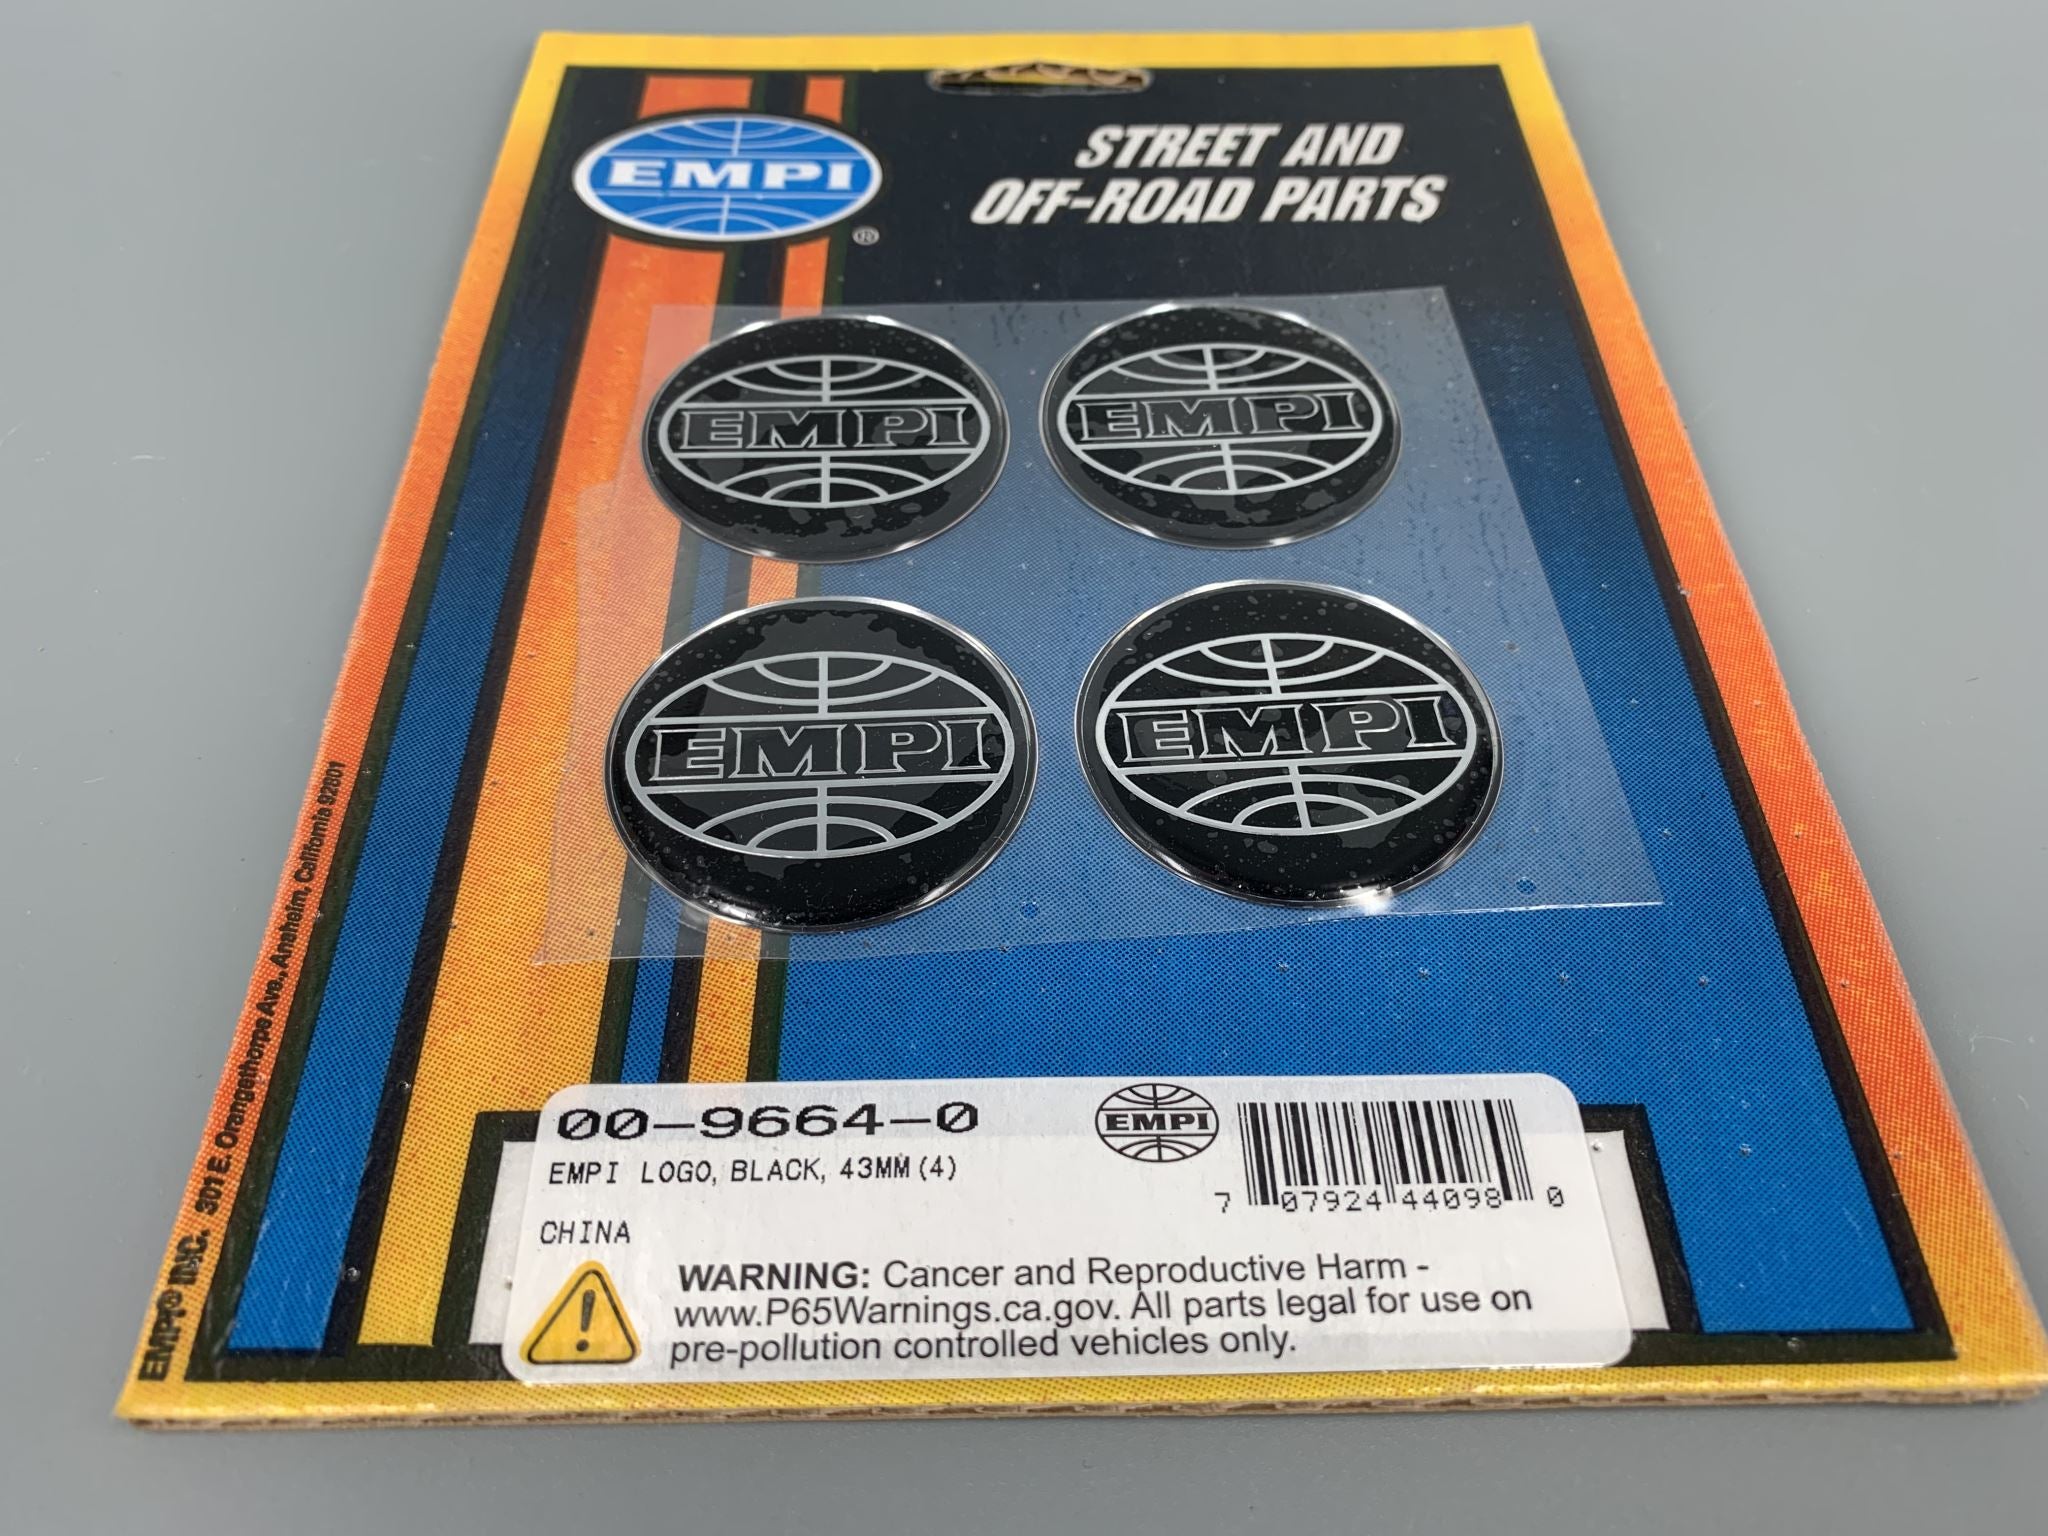 EMPI
®
STREET AND
OFF-ROAD PARTS
EMPI
EMPI
EMPI
EMPI
EMPI® INC. 301 E. Orangethorpe Ave., Anaheim, California 92801
00-9664-0
EMPI LOGO, BLACK, 43MM (4)
CHINA
EMPI
7 07924 44098 0
WARNING: Cancer and Reproductive Harm -
www.P65Warnings.ca.gov. All parts legal for use on
pre-pollution controlled vehicles only.